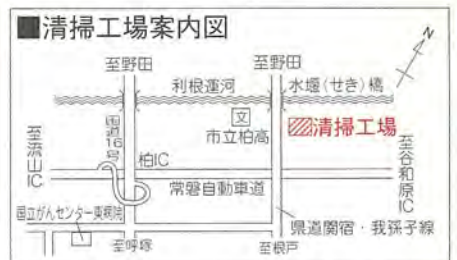 ■清掃工場案内図
N
至野田
至野田
利根運河
水堰(せき)橋
文
市立柏高
清掃工場
国道16号
柏IC
至流山IC
至谷和原IC
常磐自動車道
国立がんセンター東病院
県道関宿・我孫子線
至呼塚
至根戸